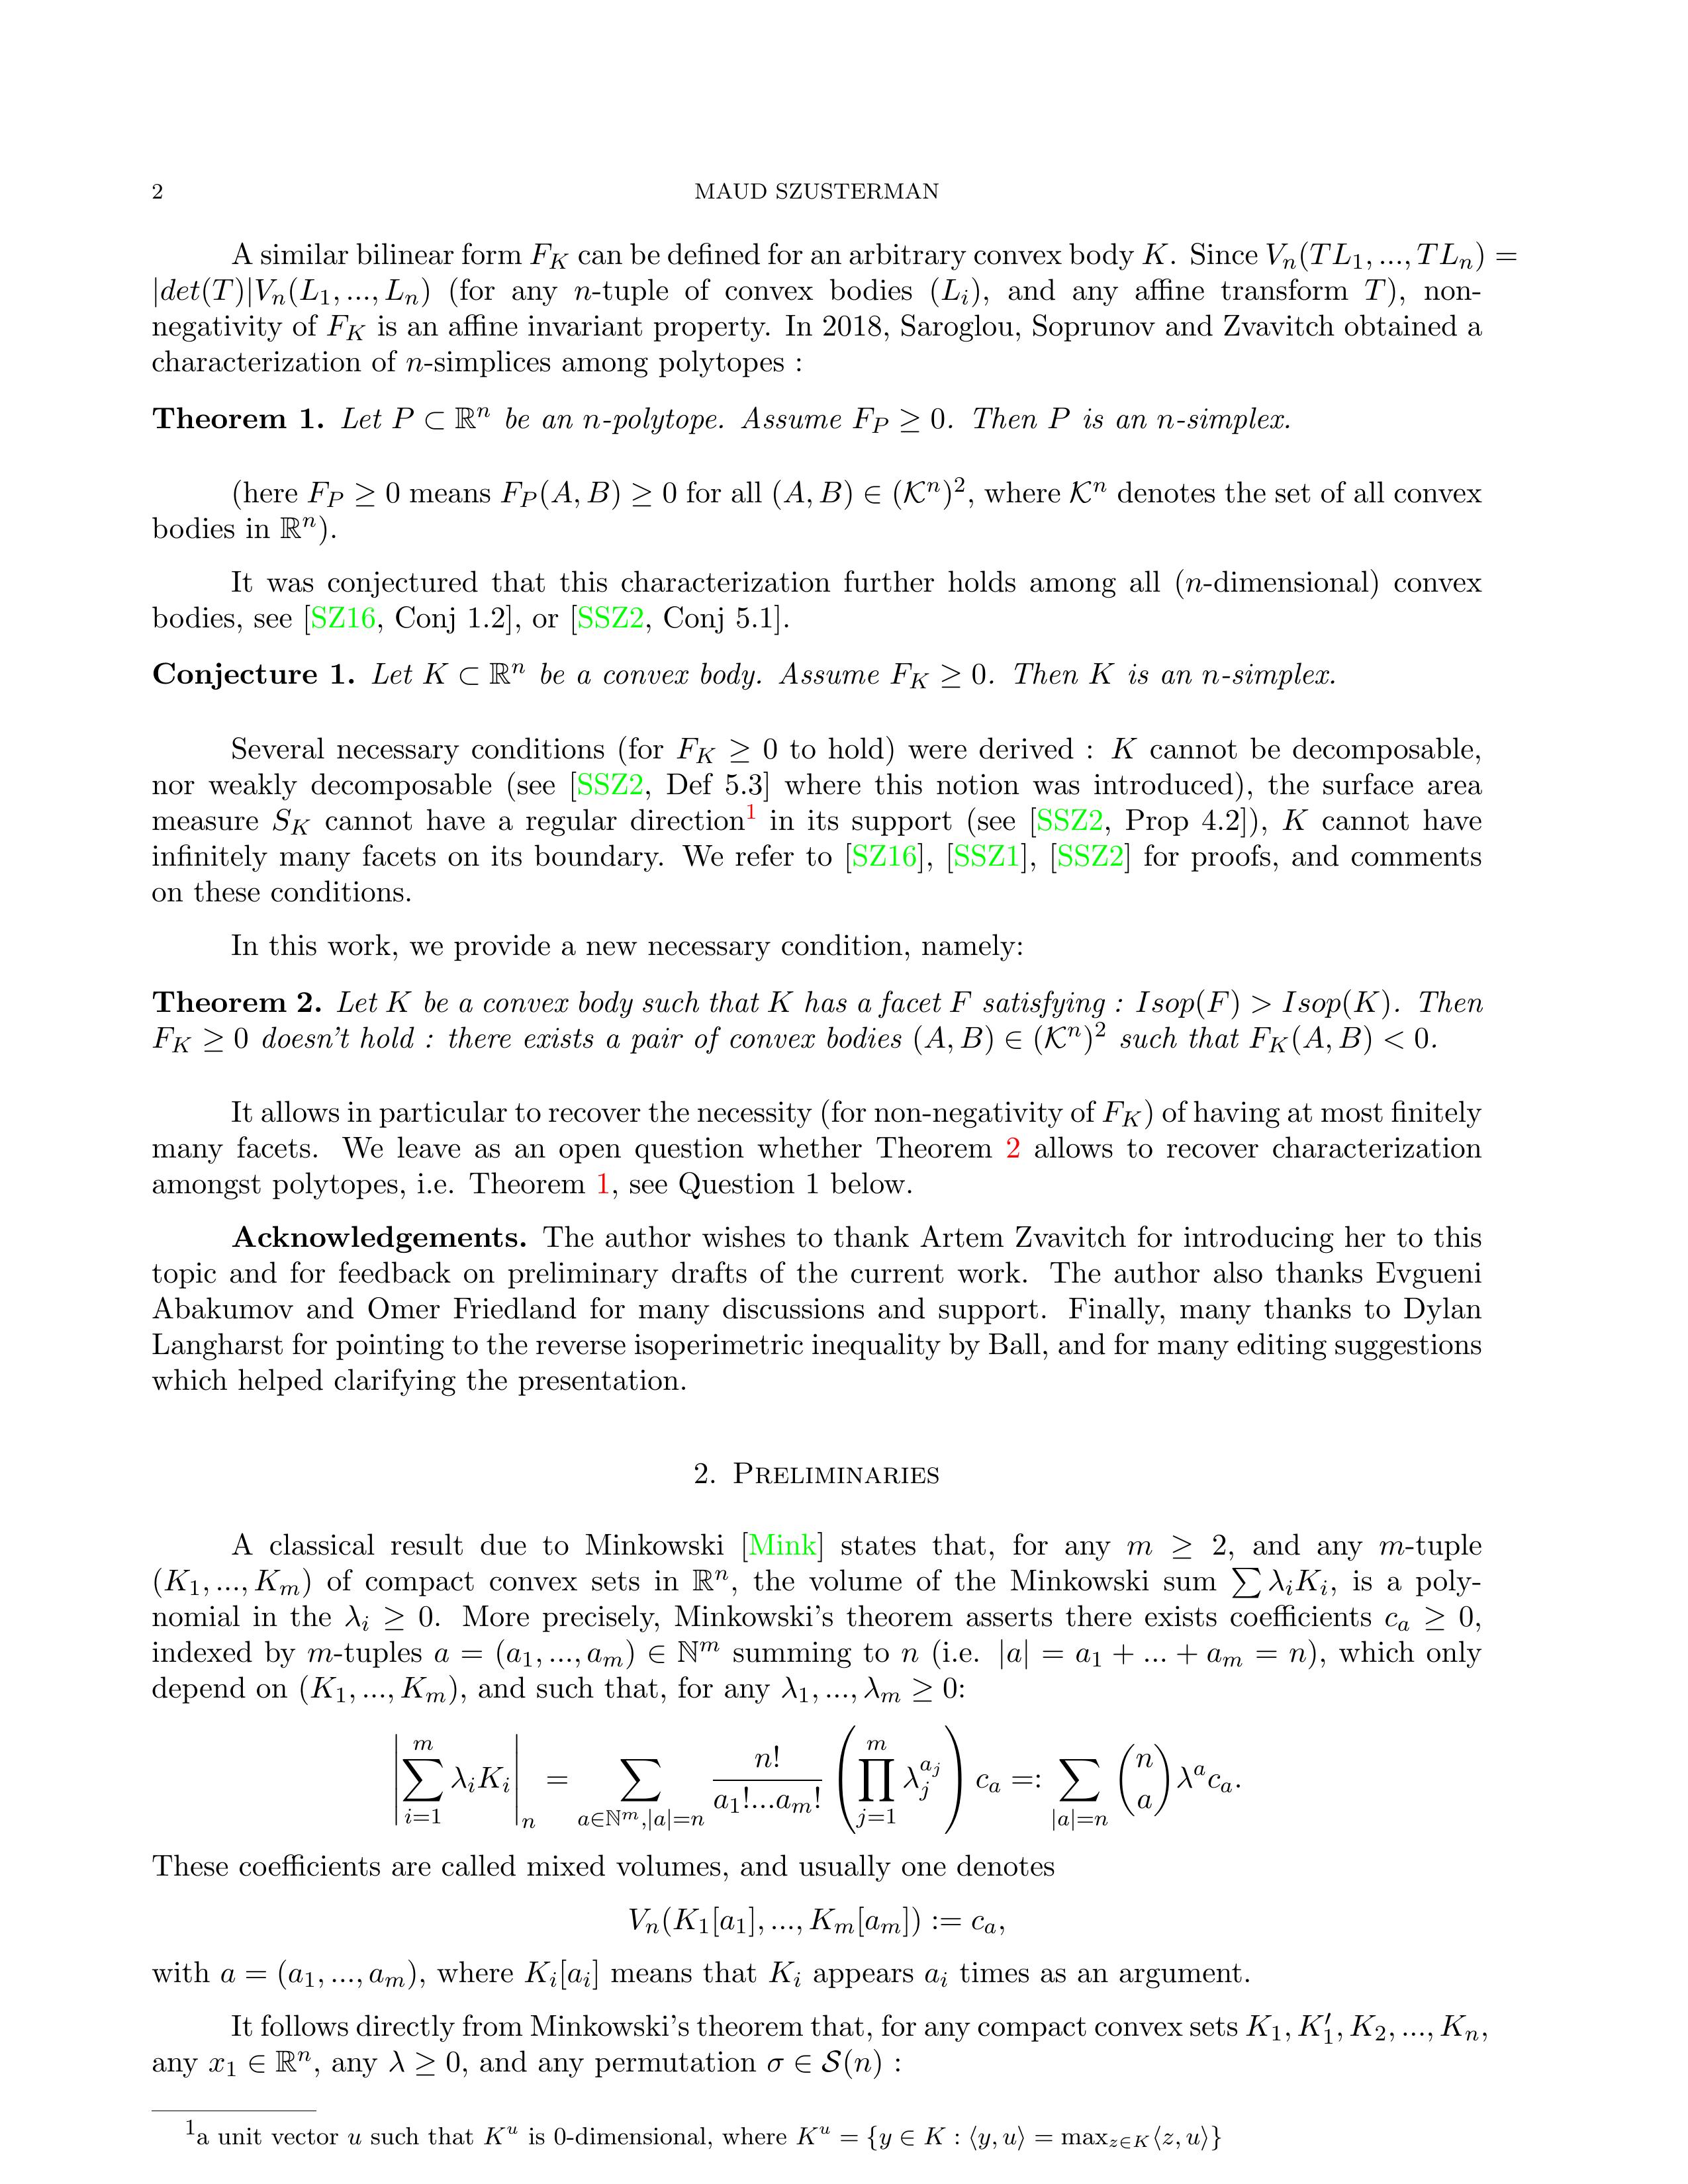 2
MAUD SZUSTERMAN
A similar bilinear form $F_K$ can be defined for an arbitrary convex body $K$. Since $V_n(TL_1, ..., TL_n) =$
$|det(T)|V_n(L_1, ..., L_n)$ (for any $n$-tuple of convex bodies $(L_i)$, and any affine transform $T$), non-
negativity of $F_K$ is an affine invariant property. In 2018, Saroglou, Soprunov and Zvavitch obtained a
characterization of $n$-simplices among polytopes :
Theorem 1. Let $P \subset \mathbb{R}^n$ be an $n$-polytope. Assume $F_P \geq 0$. Then $P$ is an $n$-simplex.
(here $F_P \geq 0$ means $F_P(A, B) \geq 0$ for all $(A, B) \in (\mathcal{K}^n)^2$, where $\mathcal{K}^n$ denotes the set of all convex
bodies in $\mathbb{R}^n$).
It was conjectured that this characterization further holds among all ($n$-dimensional) convex
bodies, see [SZ16, Conj 1.2], or [SSZ2, Conj 5.1].
Conjecture 1. Let $K \subset \mathbb{R}^n$ be a convex body. Assume $F_K \geq 0$. Then $K$ is an $n$-simplex.
Several necessary conditions (for $F_K \geq 0$ to hold) were derived : $K$ cannot be decomposable,
nor weakly decomposable (see [SSZ2, Def 5.3] where this notion was introduced), the surface area
measure $S_K$ cannot have a regular direction$^1$ in its support (see [SSZ2, Prop 4.2]), $K$ cannot have
infinitely many facets on its boundary. We refer to [SZ16], [SSZ1], [SSZ2] for proofs, and comments
on these conditions.
In this work, we provide a new necessary condition, namely:
Theorem 2. Let $K$ be a convex body such that $K$ has a facet $F$ satisfying : $Isop(F) > Isop(K)$. Then
$F_K \geq 0$ doesn't hold : there exists a pair of convex bodies $(A, B) \in (\mathcal{K}^n)^2$ such that $F_K(A, B) < 0$.
It allows in particular to recover the necessity (for non-negativity of $F_K$) of having at most finitely
many facets. We leave as an open question whether Theorem 2 allows to recover characterization
amongst polytopes, i.e. Theorem 1, see Question 1 below.
Acknowledgements. The author wishes to thank Artem Zvavitch for introducing her to this
topic and for feedback on preliminary drafts of the current work. The author also thanks Evgueni
Abakumov and Omer Friedland for many discussions and support. Finally, many thanks to Dylan
Langharst for pointing to the reverse isoperimetric inequality by Ball, and for many editing suggestions
which helped clarifying the presentation.
2. PRELIMINARIES
A classical result due to Minkowski [Mink] states that, for any $m \geq 2$, and any $m$-tuple
$(K_1, ..., K_m)$ of compact convex sets in $\mathbb{R}^n$, the volume of the Minkowski sum $\sum \lambda_i K_i$, is a poly-
nomial in the $\lambda_i \geq 0$. More precisely, Minkowski's theorem asserts there exists coefficients $c_a \geq 0$,
indexed by $m$-tuples $a = (a_1, ..., a_m) \in \mathbb{N}^m$ summing to $n$ (i.e. $|a| = a_1 + ... + a_m = n$), which only
depend on $(K_1, ..., K_m)$, and such that, for any $\lambda_1, ..., \lambda_m \geq 0$:
$$\left|\sum_{i=1}^{m} \lambda_i K_i\right|_n = \sum_{a \in \mathbb{N}^m, |a|=n} \frac{n!}{a_1!...a_m!} \left(\prod_{j=1}^{m} \lambda_j^{a_j}\right) c_a =: \sum_{|a|=n} \binom{n}{a} \lambda^a c_a.$$
These coefficients are called mixed volumes, and usually one denotes
$$V_n(K_1[a_1], ..., K_m[a_m]) := c_a,$$
with $a = (a_1, ..., a_m)$, where $K_i[a_i]$ means that $K_i$ appears $a_i$ times as an argument.
It follows directly from Minkowski's theorem that, for any compact convex sets $K_1, K_1', K_2, ..., K_n$,
any $x_1 \in \mathbb{R}^n$, any $\lambda \geq 0$, and any permutation $\sigma \in \mathcal{S}(n)$ :
$^1$a unit vector $u$ such that $K^u$ is 0-dimensional, where $K^u = \{y \in K : \langle y, u \rangle = \max_{z \in K} \langle z, u \rangle\}$